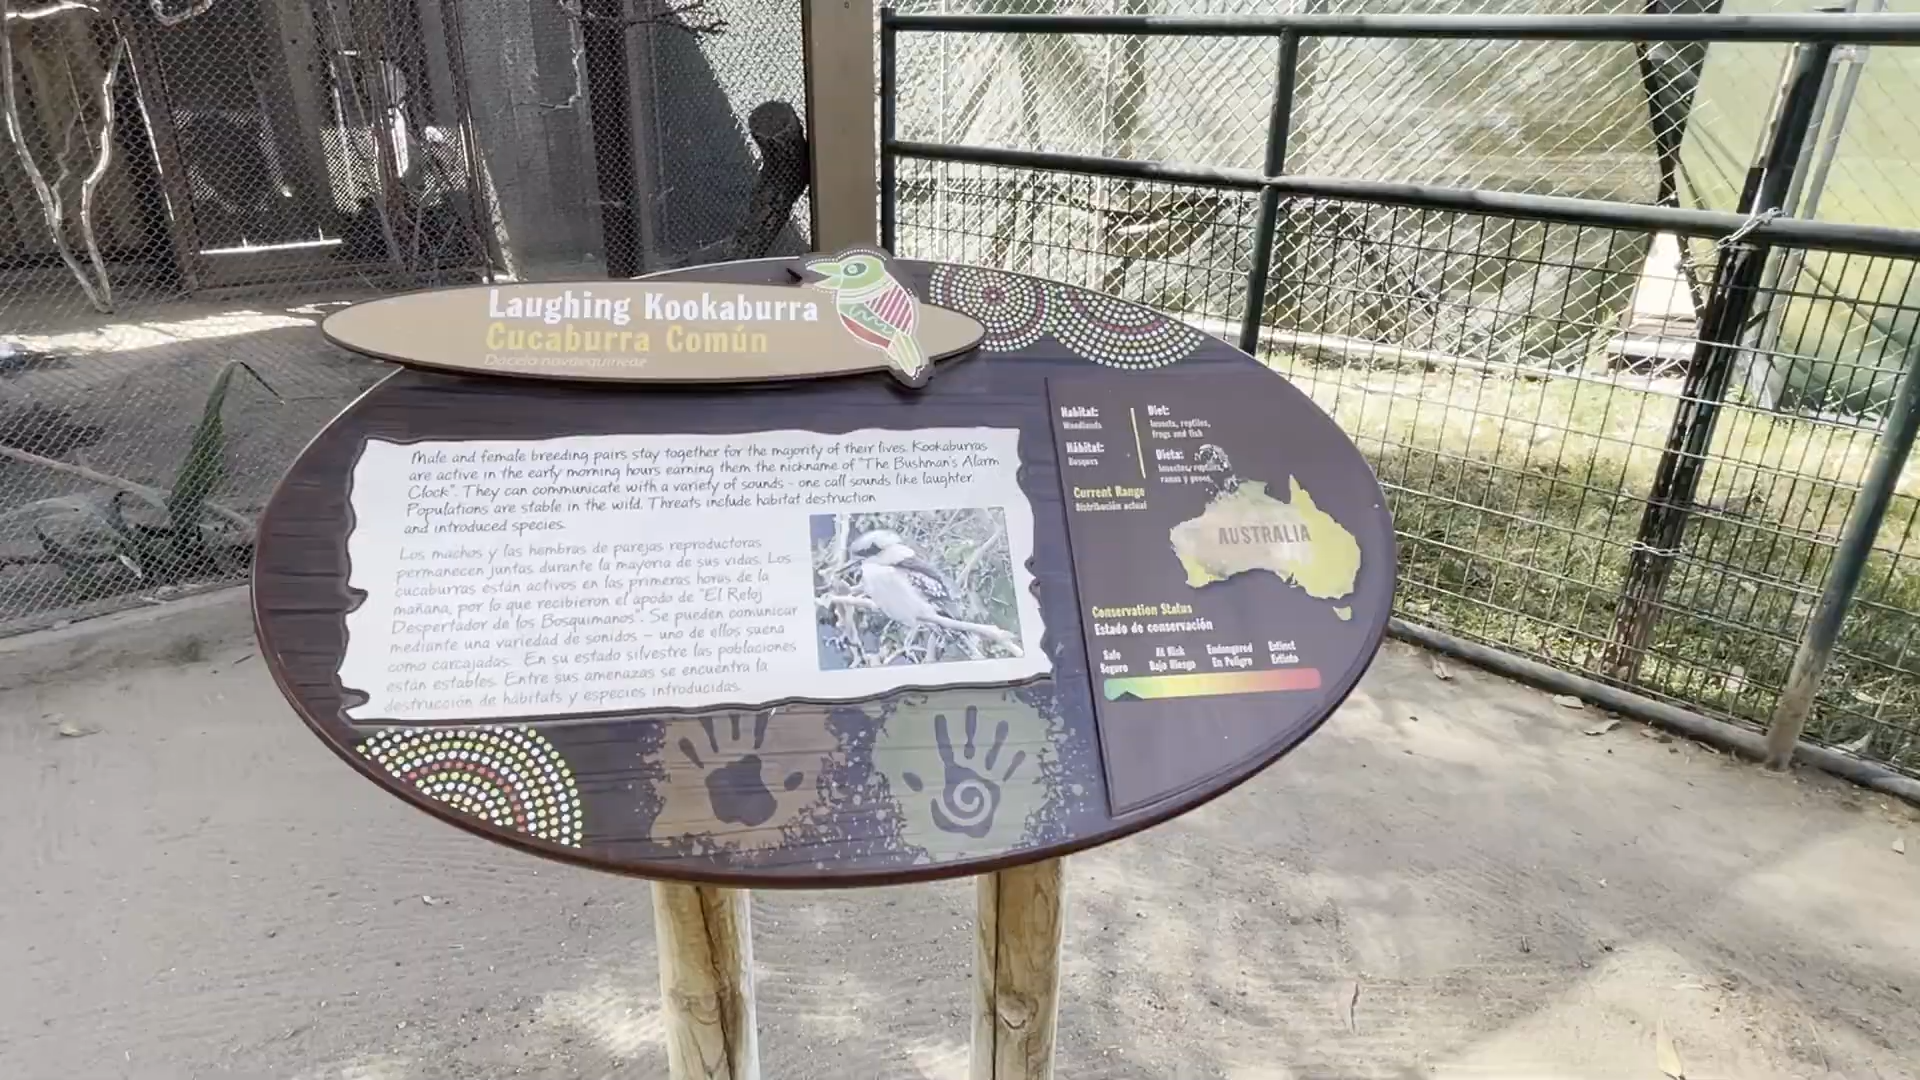 Laughing Kookaburra
Cucaburra Común
Dacelo novaeguineae
Male and female breeding pairs stay together for the majority of their lives. Kookaburras
are active in the early morning hours earning them the nickname of "The Bushman's Alarm
Clock". They can communicate with a variety of sounds - one call sounds like laughter.
Populations are stable in the wild. Threats include habitat destruction
and introduced species.
Los machos y las hembras de parejas reproductoras
permanecen juntas durante la mayoria de sus vidas. Los
cucaburras están activos en las primeras horas de la
mañana, por lo que recibieron el apodo de "El Reloj
Despertador de los Bosquimanos". Se pueden comunicar
mediante una variedad de sonidos – uno de ellos suena
como carcajadas. En su estado silvestre las poblaciones
están estables. Entre sus amenazas se encuentra la
destrucción de hábitats y especies introducidas.
Habitat:
Woodlands
Hábitat:
Bosques
Diet:
Insects, reptiles,
frogs and fish
Dieta:
Insectos, reptiles,
ranas y peces
Current Range
Distribución actual
AUSTRALIA
Conservation Status
Estado de conservación
Safe At Risk Endangered Extinct
Seguro Bajo Riesgo En Peligro Extinto